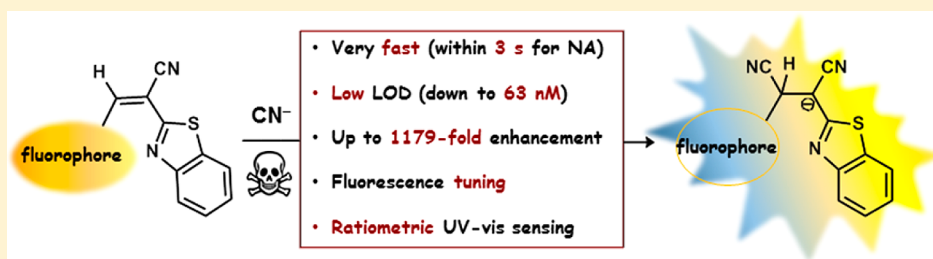 H
CN
S
N
fluorophore
CN⁻
• Very fast (within 3 s for NA)
• Low LOD (down to 63 nM)
• Up to 1179-fold enhancement
• Fluorescence tuning
• Ratiometric UV-vis sensing
NC H CN
⊖
S
N
fluorophore